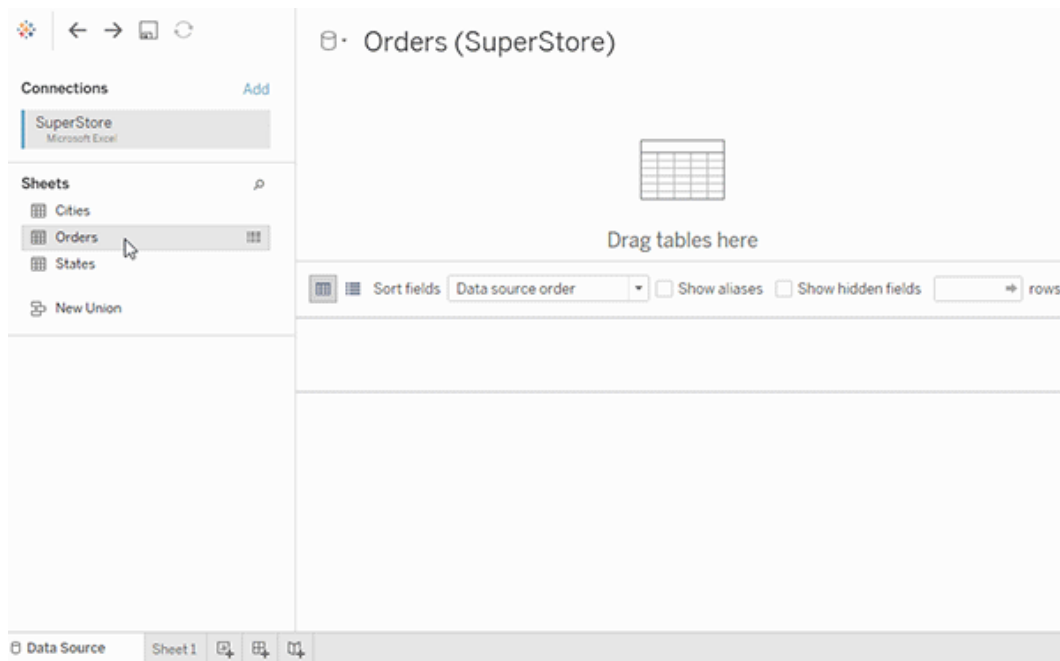 Orders (SuperStore)
Connections
Add
SuperStore
Microsoft Excel
Sheets
Cities
Orders
States
New Union
Drag tables here
Sort fields
Data source order
Show aliases
Show hidden fields
rows
Data Source
Sheet 1